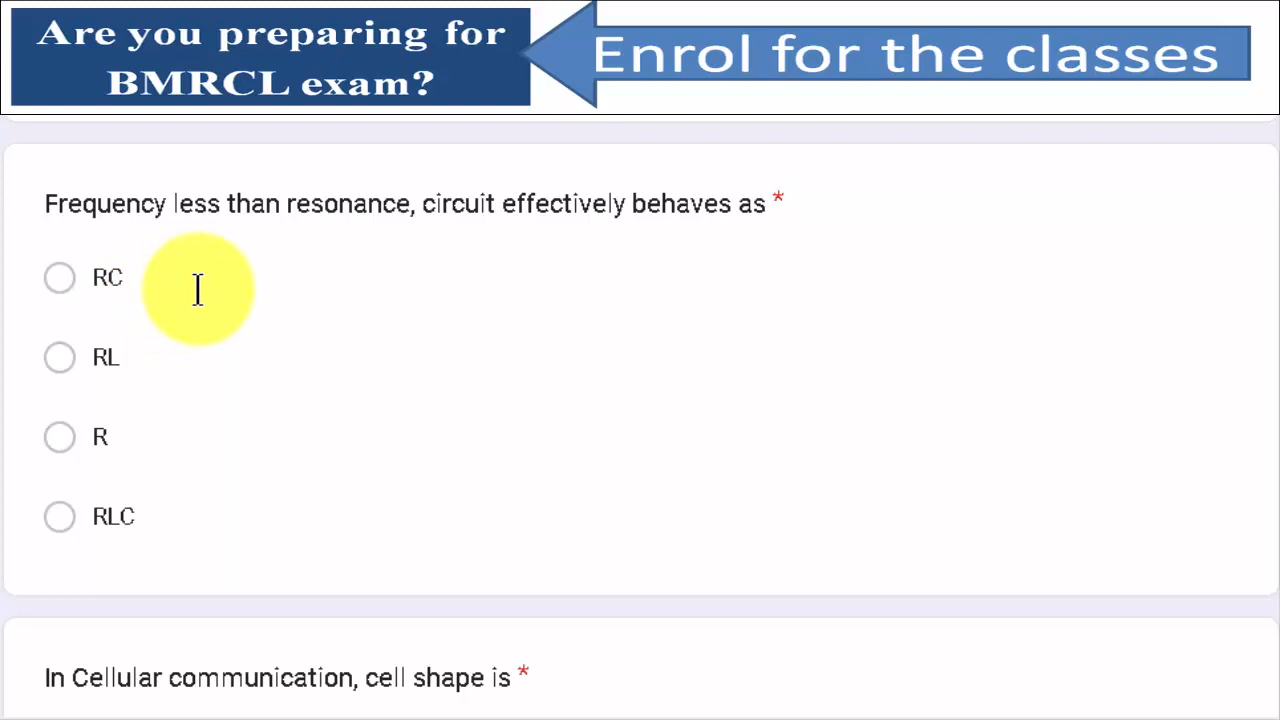 Are you preparing for
BMRCL exam?
Enrol for the classes
Frequency less than resonance, circuit effectively behaves as *
RC
RL
R
RLC
In Cellular communication, cell shape is *